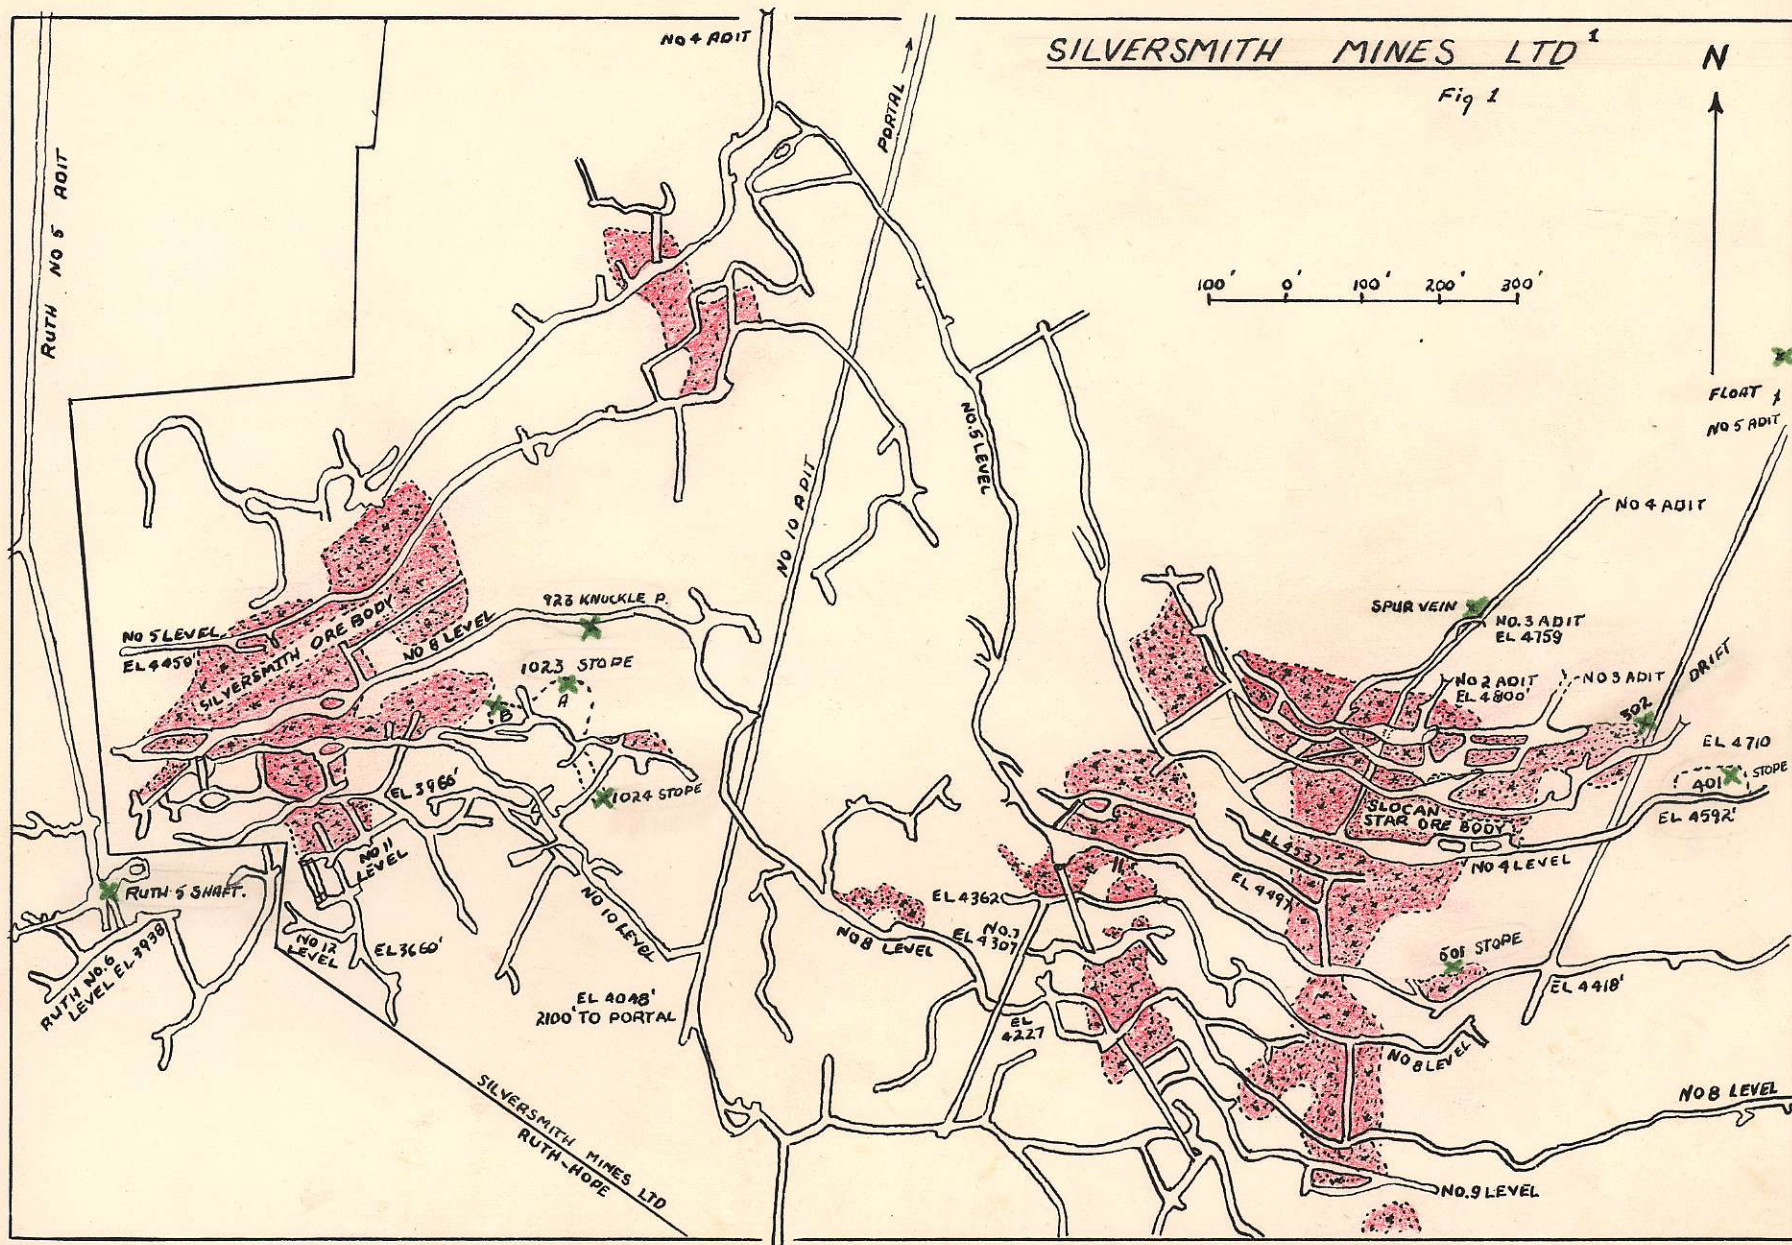 SILVERSMITH MINES LTD 1
Fig 1
N
100' 0' 100' 200' 300'
NO 4 ADIT
PORTAL
RUTH NO 5 ADIT
FLOAT
NO 5 ADIT
NO. 5 LEVEL
NO 10 ADIT
NO 4 ADIT
SPUR VEIN
NO. 3 ADIT
EL 4759
923 KNUCKLE P.
NO 5 LEVEL
EL 4450'
SILVERSMITH ORE BODY
NO 8 LEVEL
1023 STOPE
A
B
NO 2 ADIT
EL 4800'
NO 3 ADIT
DRIFT
502
EL 4710
401 STOPE
EL 4592'
EL 3966'
1024 STOPE
SLOCAN
STAR ORE BODY
NO 4 LEVEL
EL 4537
EL 4497
NO 11
LEVEL
RUTH 5 SHAFT.
NO 10 LEVEL
EL 4362
NO. 7
EL 4307
NO 8 LEVEL
NO 12
LEVEL
EL 3660'
RUTH NO. 6
LEVEL EL 3938
501 STOPE
EL 4418'
EL 4048'
2100' TO PORTAL
EL
4227
NO 8 LEVEL
NO 8 LEVEL
SILVERSMITH MINES LTD
RUTH-HOPE
NO. 9 LEVEL